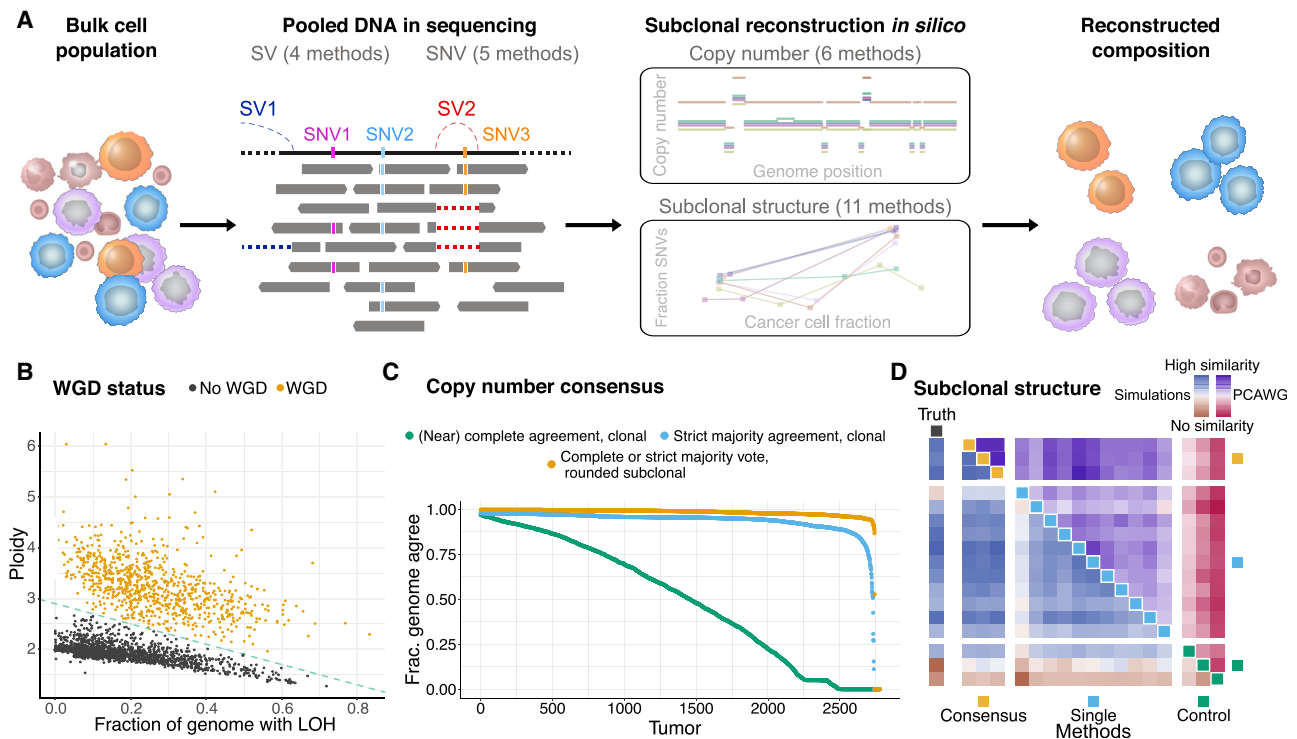 A
Bulk cell
population
Pooled DNA in sequencing
SV (4 methods)
SNV (5 methods)
SV1
SNV1
SNV2
SV2
SNV3
Subclonal reconstruction in silico
Copy number (6 methods)
Copy number
Genome position
Subclonal structure (11 methods)
Fraction SNVs
Cancer cell fraction
Reconstructed
composition
B
WGD status
No WGD
WGD
Ploidy
6
5
4
3
2
0.0
0.2
0.4
0.6
0.8
Fraction of genome with LOH
C
Copy number consensus
(Near) complete agreement, clonal
Strict majority agreement, clonal
Complete or strict majority vote,
rounded subclonal
Frac. genome agree
1.00
0.75
0.50
0.25
0.00
0
500
1000
1500
2000
2500
Tumor
D
Subclonal structure
High similarity
Simulations
PCAWG
No similarity
Truth
Consensus
Single
Methods
Control